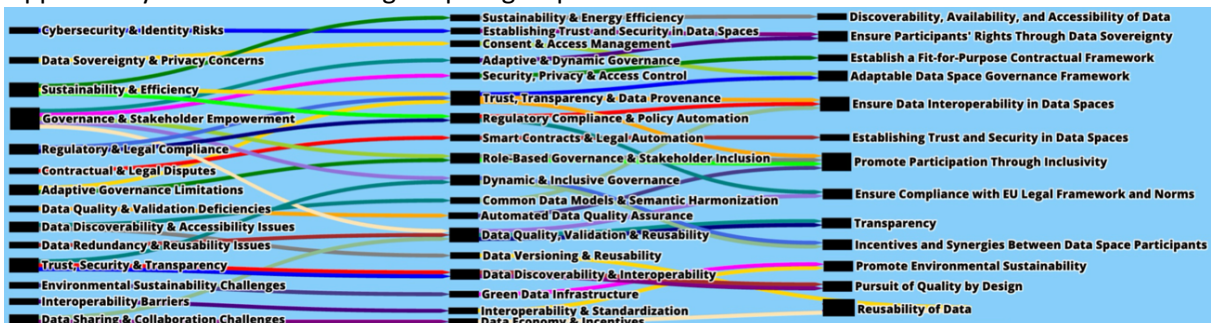 Cybersecurity & Identity Risks
Data Sovereignty & Privacy Concerns
Sustainability & Efficiency
Governance & Stakeholder Empowerment
Regulatory & Legal Compliance
Contractual & Legal Disputes
Adaptive Governance Limitations
Data Quality & Validation Deficiencies
Data Discoverability & Accessibility Issues
Data Redundancy & Reusability Issues
Trust, Security & Transparency
Environmental Sustainability Challenges
Interoperability Barriers
Data Sharing & Collaboration Challenges
Sustainability & Energy Efficiency
Establishing Trust and Security in Data Spaces
Consent & Access Management
Adaptive & Dynamic Governance
Security, Privacy & Access Control
Trust, Transparency & Data Provenance
Regulatory Compliance & Policy Automation
Smart Contracts & Legal Automation
Role-Based Governance & Stakeholder Inclusion
Dynamic & Inclusive Governance
Common Data Models & Semantic Harmonization
Automated Data Quality Assurance
Data Quality, Validation & Reusability
Data Versioning & Reusability
Data Discoverability & Interoperability
Green Data Infrastructure
Interoperability & Standardization
Data Economy & Incentives
Discoverability, Availability, and Accessibility of Data
Ensure Participants' Rights Through Data Sovereignty
Establish a Fit-for-Purpose Contractual Framework
Adaptable Data Space Governance Framework
Ensure Data Interoperability in Data Spaces
Establishing Trust and Security in Data Spaces
Promote Participation Through Inclusivity
Ensure Compliance with EU Legal Framework and Norms
Transparency
Incentives and Synergies Between Data Space Participants
Promote Environmental Sustainability
Pursuit of Quality by Design
Reusability of Data